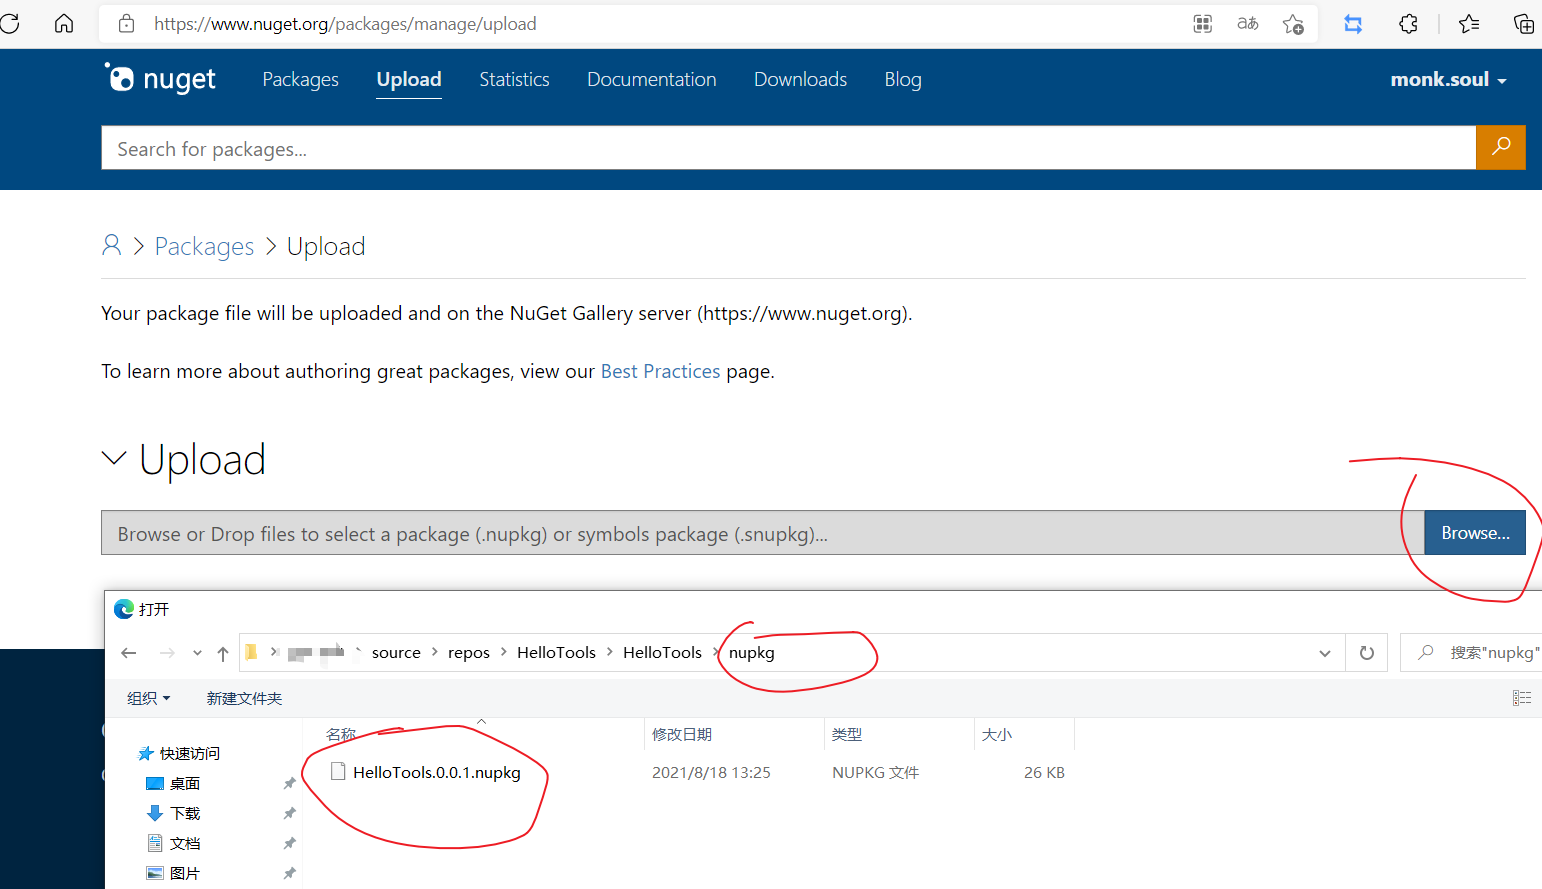 https://www.nuget.org/packages/manage/upload
nuget Packages Upload Statistics Documentation Downloads Blog monk.soul
Search for packages...
Packages > Upload
Your package file will be uploaded and on the NuGet Gallery server (https://www.nuget.org).
To learn more about authoring great packages, view our Best Practices page.
Upload
Browse or Drop files to select a package (.nupkg) or symbols package (.snupkg)... Browse...
打开
source > repos > HelloTools > HelloTools > nupkg 搜索"nupkg"
组织 新建文件夹
名称 修改日期 类型 大小
快速访问
HelloTools.0.0.1.nupkg 2021/8/18 13:25 NUPKG 文件 26 KB
桌面
下载
文档
图片